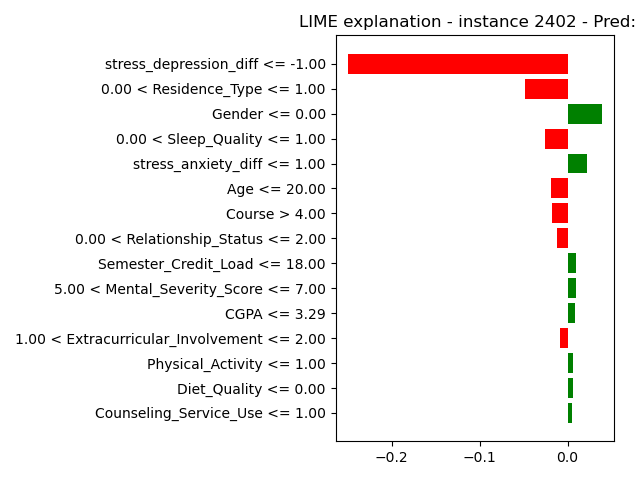 LIME explanation - instance 2402 - Pred:
stress_depression_diff <= -1.00
0.00 < Residence_Type <= 1.00
Gender <= 0.00
0.00 < Sleep_Quality <= 1.00
stress_anxiety_diff <= 1.00
Age <= 20.00
Course > 4.00
0.00 < Relationship_Status <= 2.00
Semester_Credit_Load <= 18.00
5.00 < Mental_Severity_Score <= 7.00
CGPA <= 3.29
1.00 < Extracurricular_Involvement <= 2.00
Physical_Activity <= 1.00
Diet_Quality <= 0.00
Counseling_Service_Use <= 1.00
−0.2 −0.1 0.0